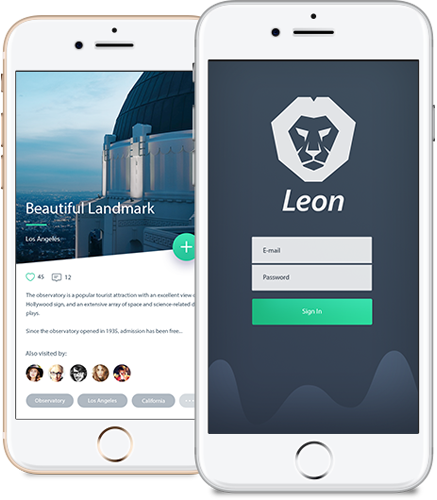 Beautiful Landmark
Los Angeles
45
12
The observatory is a popular tourist attraction with an excellent view
Hollywood sign, and an extensive array of space and science-related
plays.
Since the observatory opened in 1935, admission has been free...
Also visited by:
Observatory
Los Angeles
California
Leon
E-mail
Password
Sign In